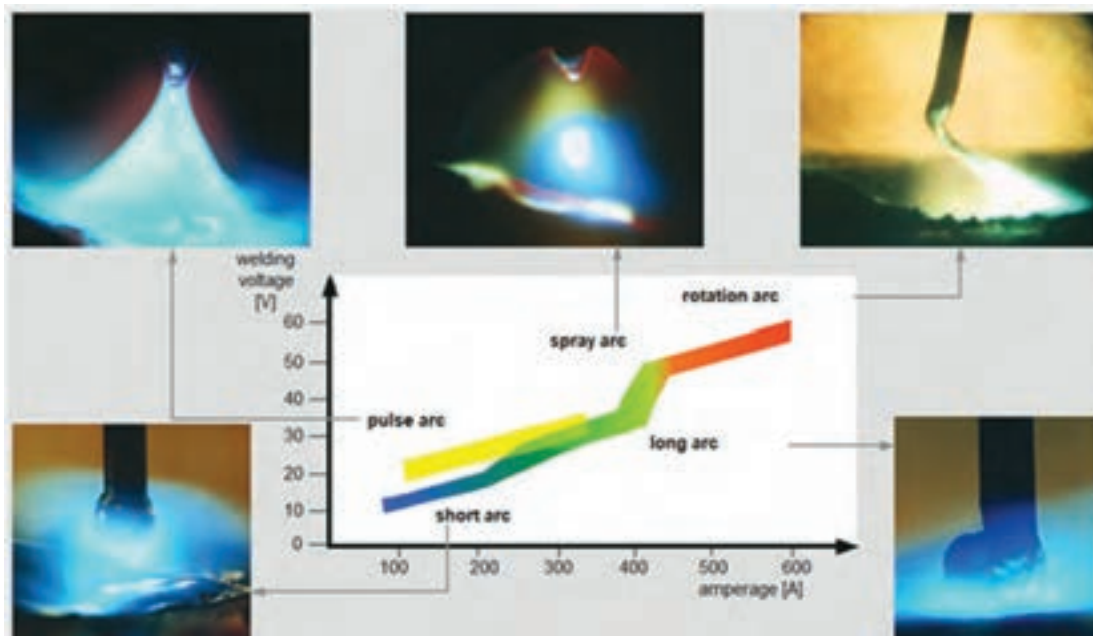 welding
voltage
[V]
60
50
40
30
20
10
0
rotation arc
spray arc
pulse arc
long arc
short arc
100 200 300 400 500 600
amperage [A]